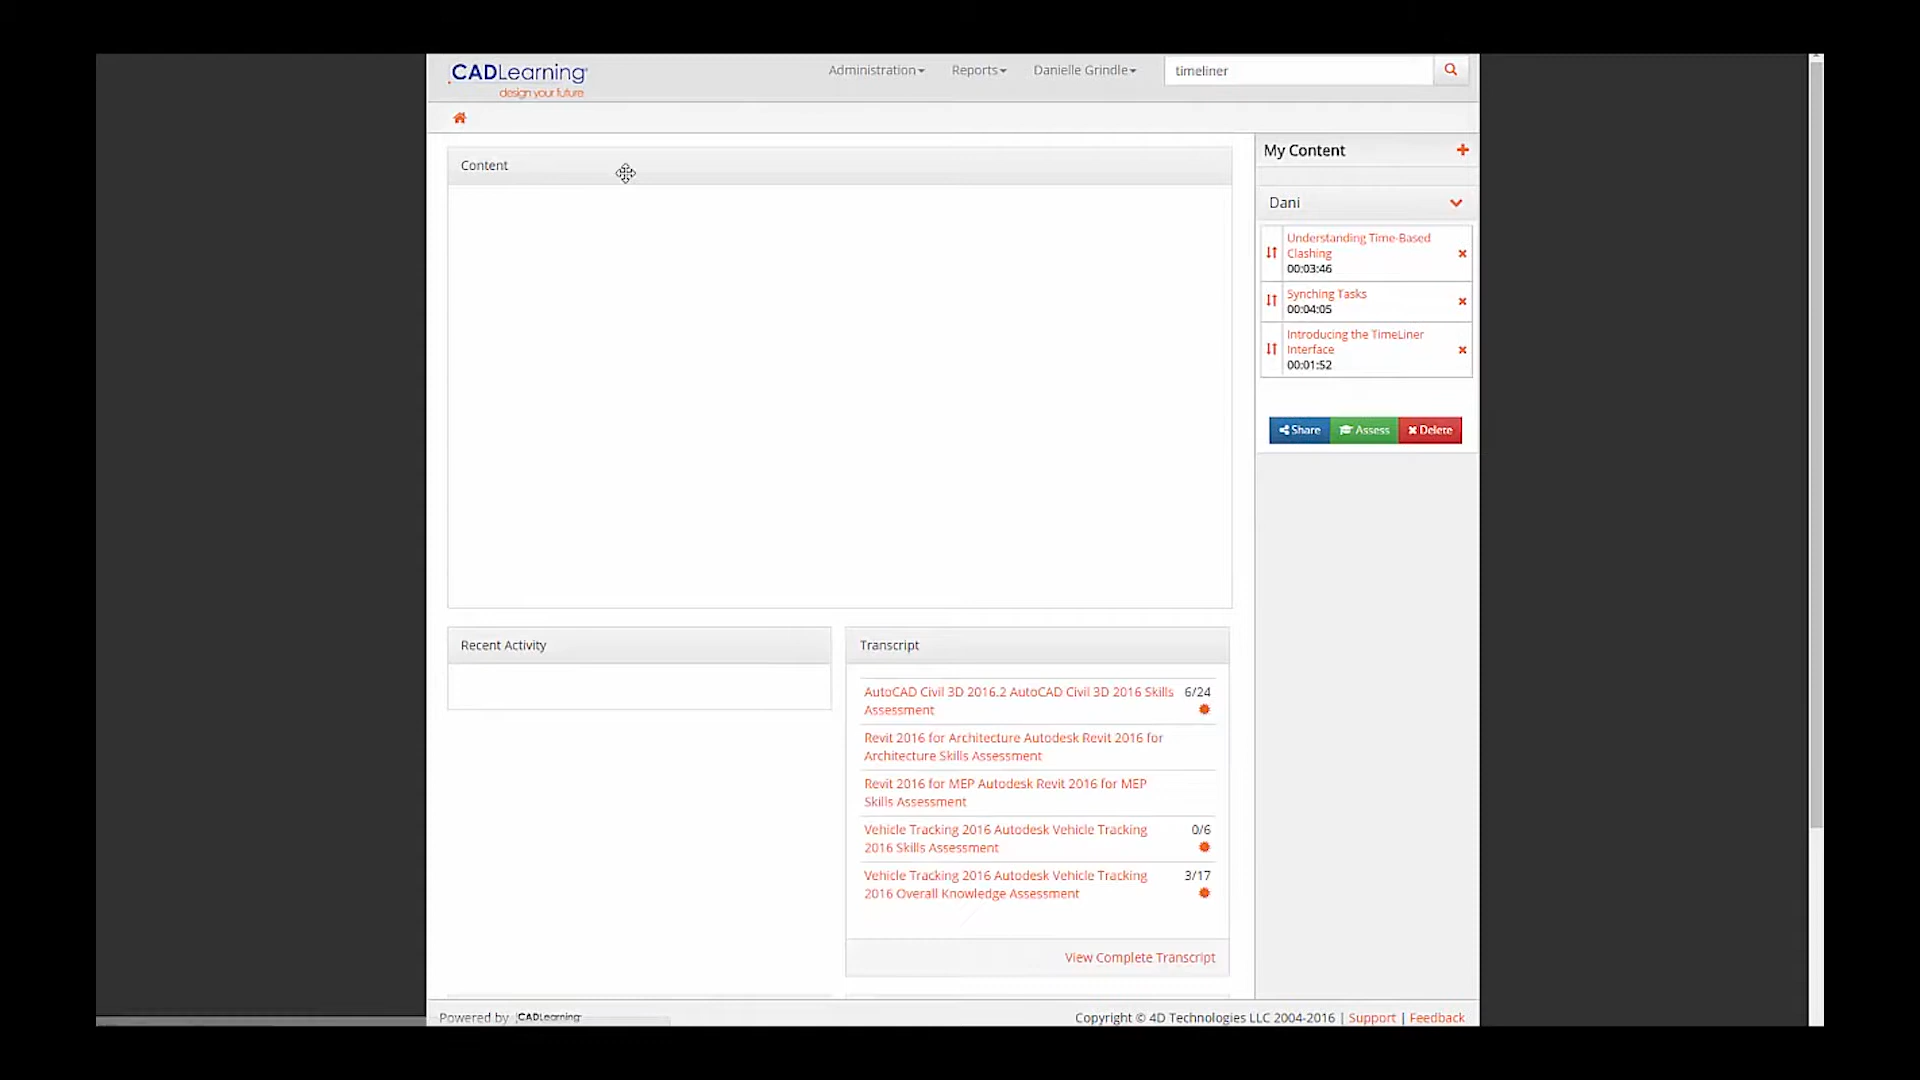 CADLearning
design your future.
Administration
Reports
Danielle Grindle
timeliner
Content
My Content
Dani
Understanding Time-Based
Clashing
00:03:46
Synching Tasks
00:04:05
Introducing the TimeLiner
Interface
00:01:52
Share
Assess
Delete
Recent Activity
Transcript
AutoCAD Civil 3D 2016.2 AutoCAD Civil 3D 2016 Skills 6/24
Assessment
Revit 2016 for Architecture Autodesk Revit 2016 for
Architecture Skills Assessment
Revit 2016 for MEP Autodesk Revit 2016 for MEP
Skills Assessment
Vehicle Tracking 2016 Autodesk Vehicle Tracking 0/6
2016 Skills Assessment
Vehicle Tracking 2016 Autodesk Vehicle Tracking 3/17
2016 Overall Knowledge Assessment
View Complete Transcript
Powered by CADLearning
Copyright © 4D Technologies LLC 2004-2016 | Support | Feedback